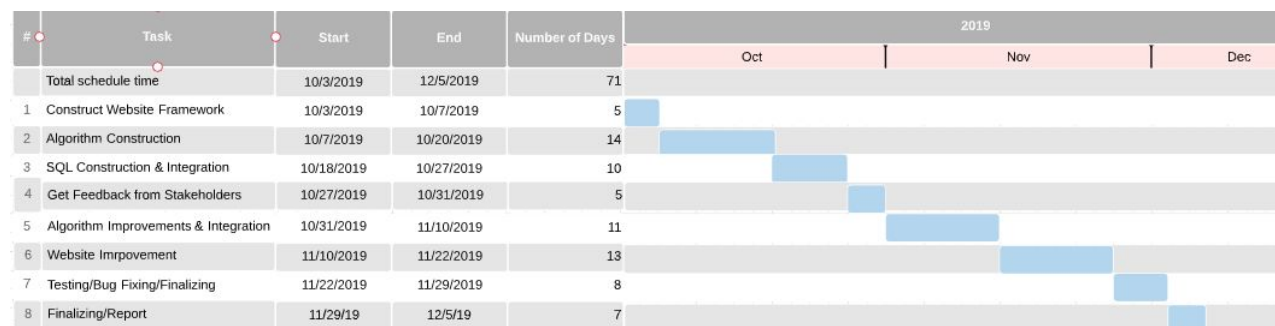 # Task Start End Number of Days 2019
Oct Nov Dec
Total schedule time 10/3/2019 12/5/2019 71
1 Construct Website Framework 10/3/2019 10/7/2019 5
2 Algorithm Construction 10/7/2019 10/20/2019 14
3 SQL Construction & Integration 10/18/2019 10/27/2019 10
4 Get Feedback from Stakeholders 10/27/2019 10/31/2019 5
5 Algorithm Improvements & Integration 10/31/2019 11/10/2019 11
6 Website Imrpovement 11/10/2019 11/22/2019 13
7 Testing/Bug Fixing/Finalizing 11/22/2019 11/29/2019 8
8 Finalizing/Report 11/29/19 12/5/19 7